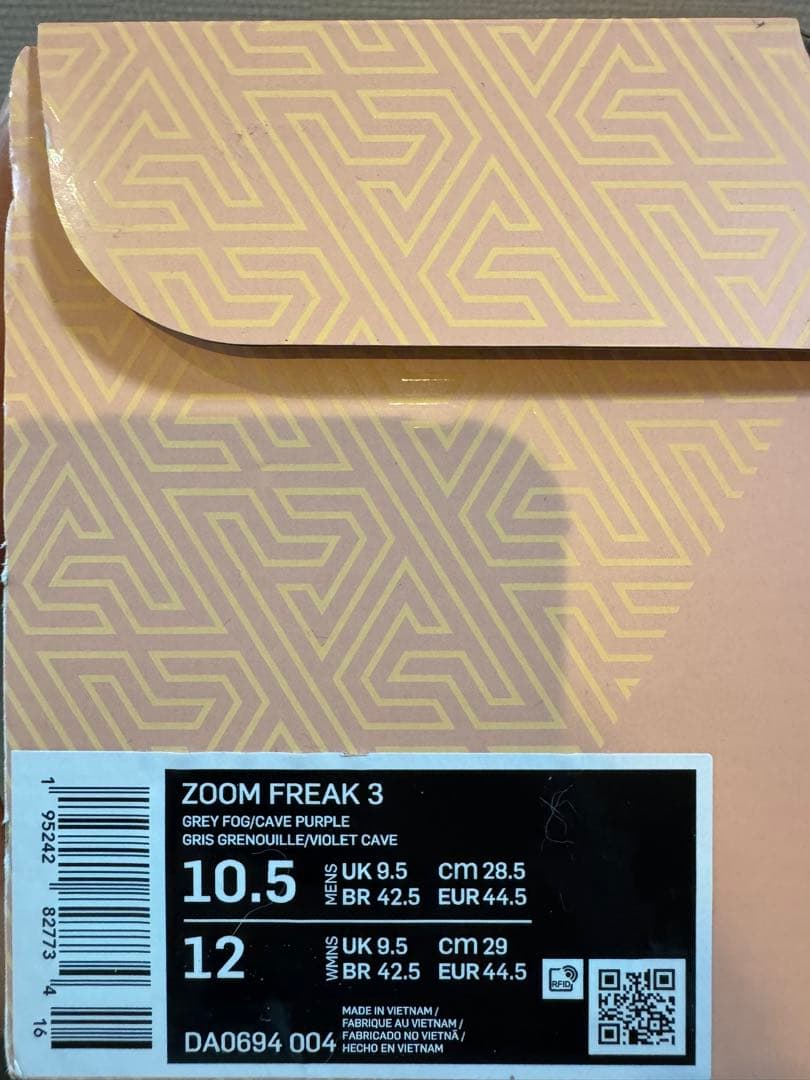 ZOOM FREAK 3
GREY FOG/CAVE PURPLE
GRIS GRENOUILLE/VIOLET CAVE
10.5 MENS UK 9.5 cm 28.5
BR 42.5 EUR 44.5
12 WMNS UK 9.5 cm 29
BR 42.5 EUR 44.5
RFID
DA0694 004
MADE IN VIETNAM /
FABRIQUE AU VIETNAM /
FABRICADO NO VIETNÃ /
HECHO EN VIETNAM
1 95242 82773 4 16